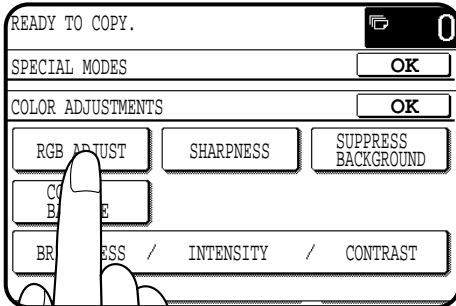 READY TO COPY. 0
SPECIAL MODES OK
COLOR ADJUSTMENTS OK
RGB ADJUST SHARPNESS SUPPRESS
BACKGROUND
/ INTENSITY / CONTRAST